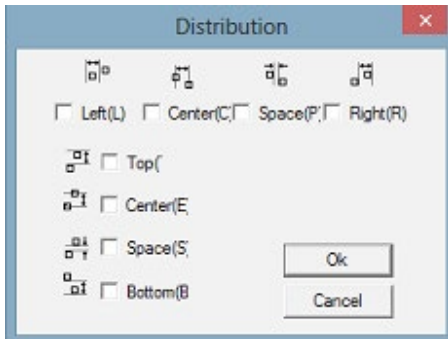 Distribution
Left(L) Center(C) Space(P) Right(R)
Top(
Center(E
Space(S
Bottom(B
Ok
Cancel